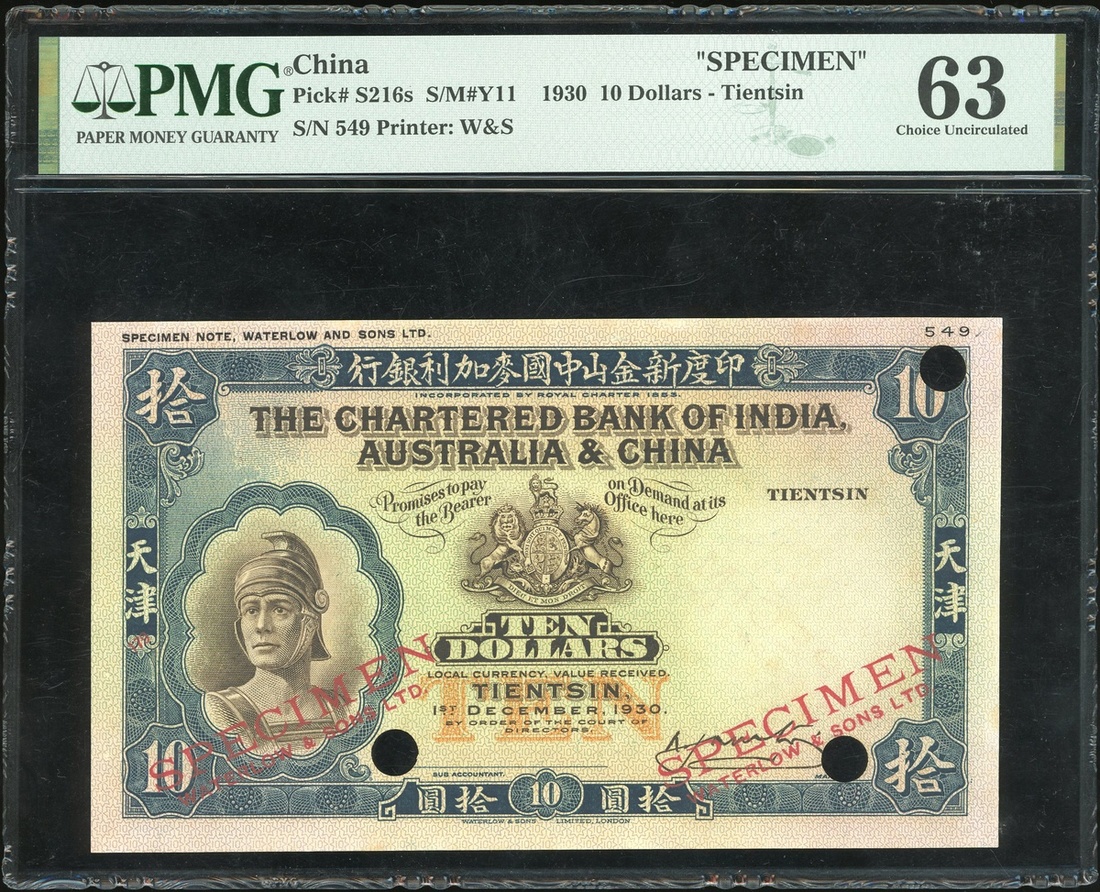 PMG®
PAPER MONEY GUARANTY
China "SPECIMEN"
Pick# S216s S/M#Y11 1930 10 Dollars - Tientsin
S/N 549 Printer: W&S
63
Choice Uncirculated
SPECIMEN NOTE, WATERLOW AND SONS LTD.
549
拾
行銀利加麥國中山金新度印
10
INCORPORATED BY ROYAL CHARTER 1853.
THE CHARTERED BANK OF INDIA,
AUSTRALIA & CHINA
Promises to pay
the Bearer
on Demand at its
Office here
TIENTSIN
天津
天津
DIEU ET MON DROIT
TEN
DOLLARS
LOCAL CURRENCY, VALUE RECEIVED.
TEN
TIENTSIN,
1ST DECEMBER, 1930.
BY ORDER OF THE COURT OF
DIRECTORS.
SPECIMEN
WATERLOW & SONS LTD.
SPECIMEN
WATERLOW & SONS LTD.
10
SUB ACCOUNTANT.
拾
圓拾 10 圓拾
WATERLOW & SONS LIMITED, LONDON